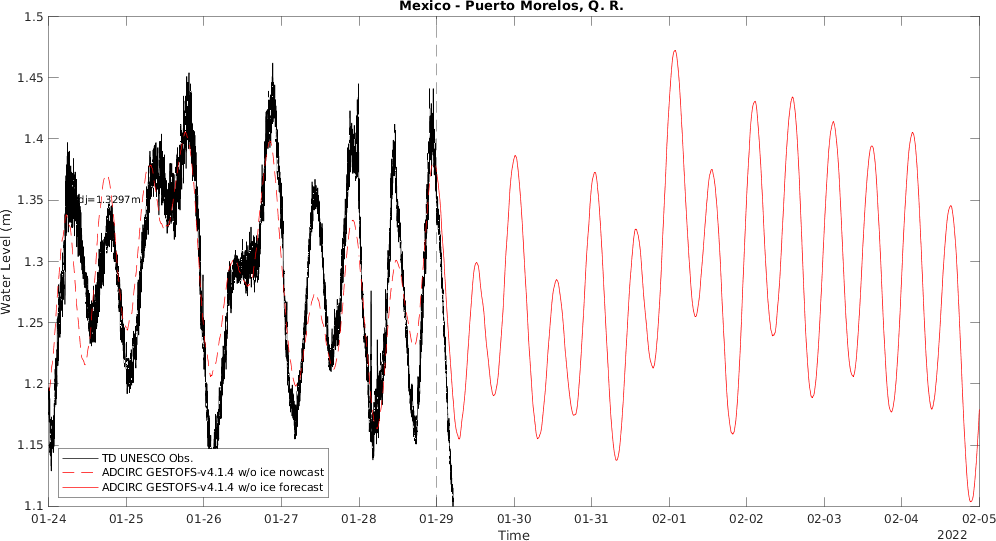 Mexico - Puerto Morelos, Q. R.
1.5
1.45
1.4
1.35
1.3
1.25
1.2
1.15
1.1
Water Level (m)
dj=1.3297m
TD UNESCO Obs.
ADCIRC GESTOFS-v4.1.4 w/o ice nowcast
ADCIRC GESTOFS-v4.1.4 w/o ice forecast
01-24 01-25 01-26 01-27 01-28 01-29 01-30 01-31 02-01 02-02 02-03 02-04 02-05
Time
2022